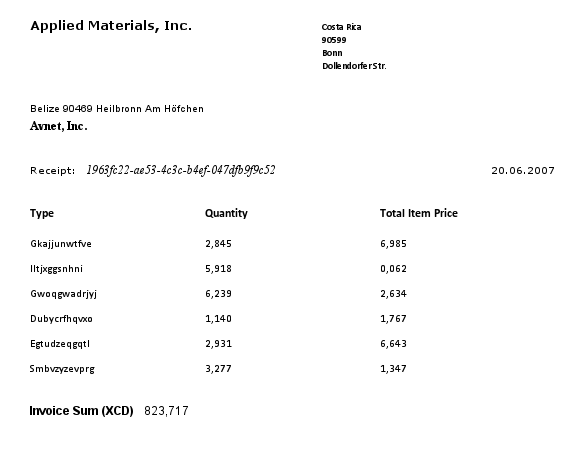 Applied Materials, Inc.
Costa Rica
90599
Bonn
Dollendorfer Str.
Belize 90469 Heilbronn Am Höfchen
Avnet, Inc.
Receipt: 1963fc22-ae53-4c3c-b4ef-047dfb9f9c52 20.06.2007
Type Quantity Total Item Price
Gkajjunwtfve 2,845 6,985
Iltjxggsnhni 5,918 0,062
Gwoqgwadrjyj 6,239 2,634
Dubycrfhqvxo 1,140 1,767
Egtudzeqgqtl 2,931 6,643
Smbvzyzevprg 3,277 1,347
Invoice Sum (XCD) 823,717